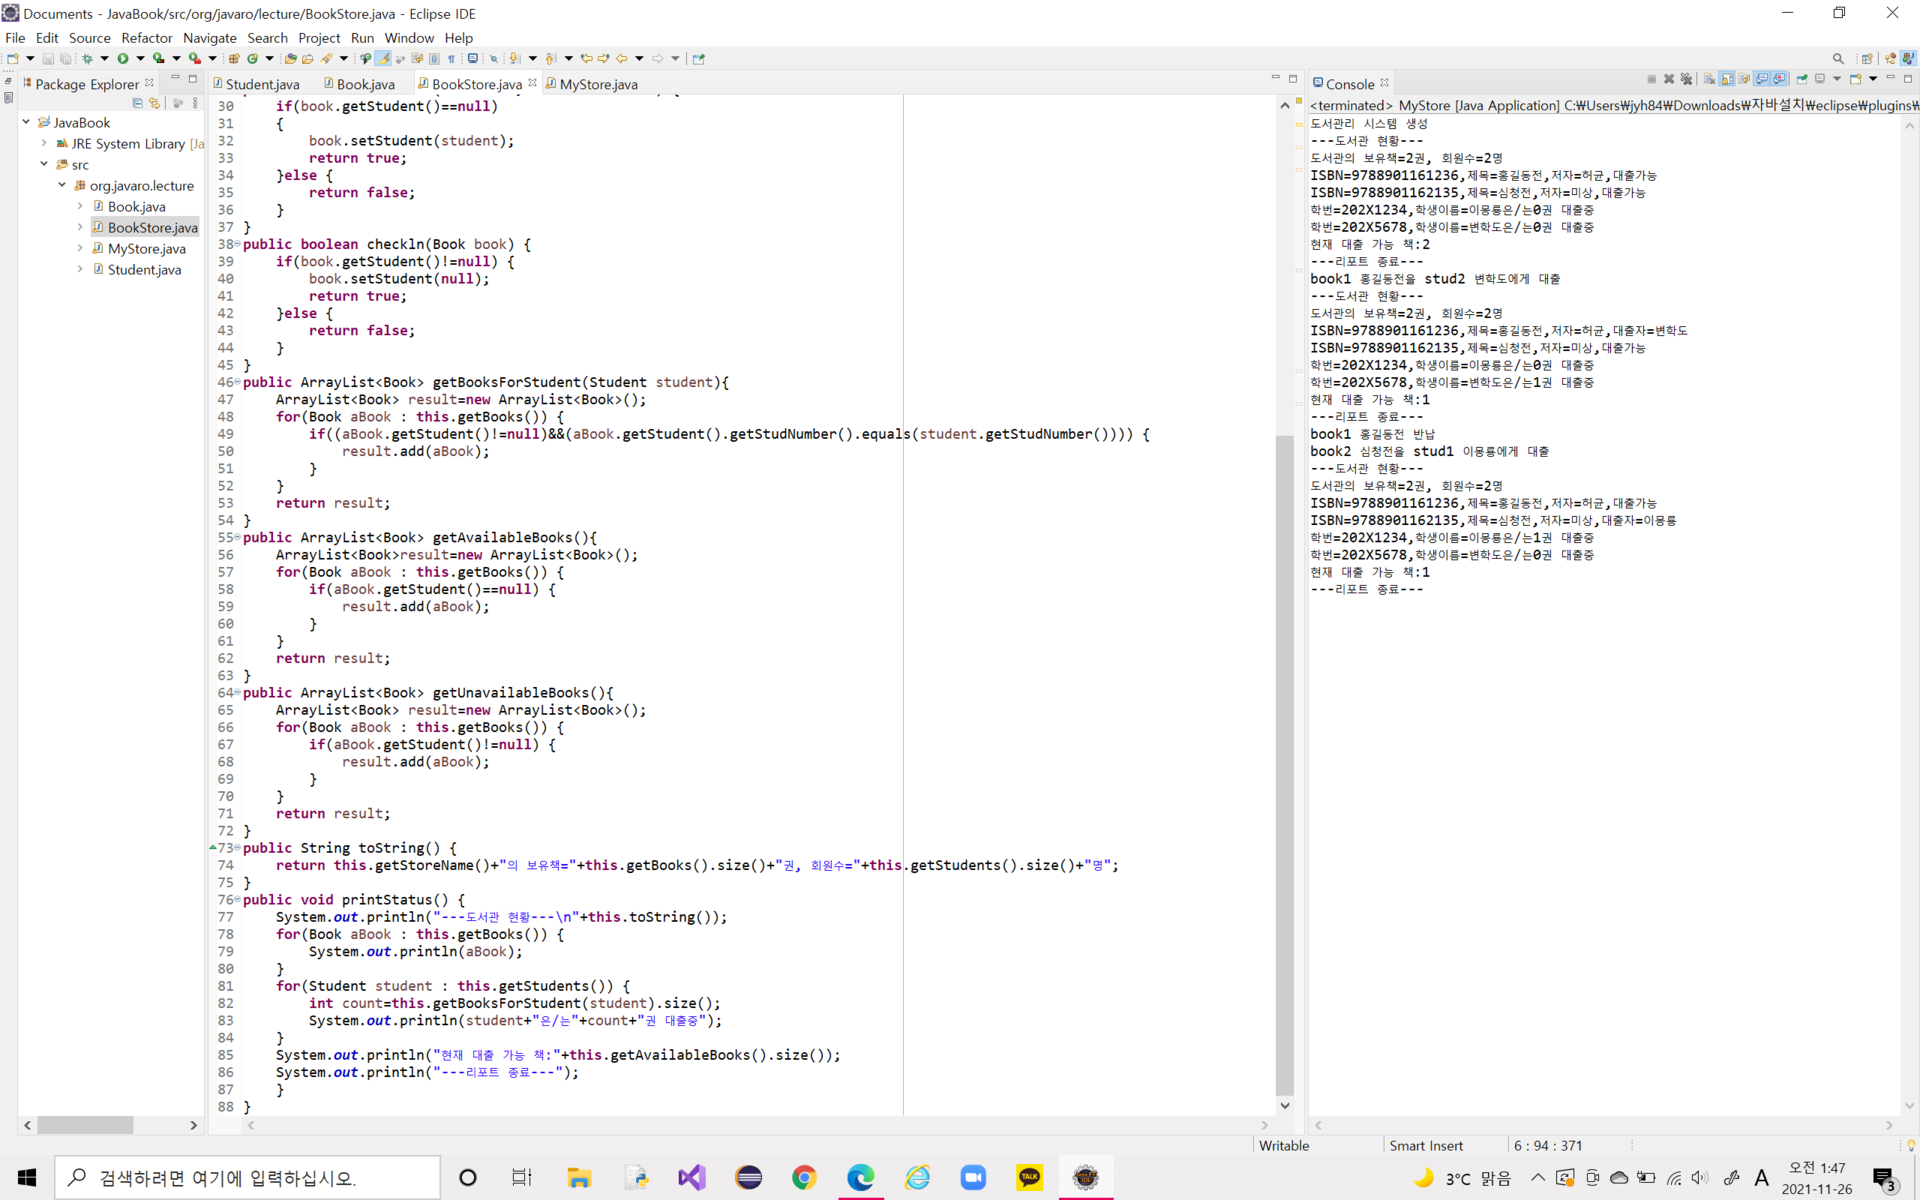 Documents - JavaBook/src/org/javaro/lecture/BookStore.java - Eclipse IDE
File Edit Source Refactor Navigate Search Project Run Window Help
Package Explorer
JavaBook
JRE System Library [Ja
src
org.javaro.lecture
Book.java
BookStore.java
MyStore.java
Student.java
Student.java Book.java BookStore.java MyStore.java
30 if(book.getStudent()==null)
31 {
32 book.setStudent(student);
33 return true;
34 }else {
35 return false;
36 }
37 }
38 public boolean checkln(Book book) {
39 if(book.getStudent()!=null) {
40 book.setStudent(null);
41 return true;
42 }else {
43 return false;
44 }
45 }
46 public ArrayList<Book> getBooksForStudent(Student student){
47 ArrayList<Book> result=new ArrayList<Book>();
48 for(Book aBook : this.getBooks()) {
49 if((aBook.getStudent()!=null)&&(aBook.getStudent().getStudNumber().equals(student.getStudNumber()))) {
50 result.add(aBook);
51 }
52 }
53 return result;
54 }
55 public ArrayList<Book> getAvailableBooks(){
56 ArrayList<Book>result=new ArrayList<Book>();
57 for(Book aBook : this.getBooks()) {
58 if(aBook.getStudent()==null) {
59 result.add(aBook);
60 }
61 }
62 return result;
63 }
64 public ArrayList<Book> getUnavailableBooks(){
65 ArrayList<Book> result=new ArrayList<Book>();
66 for(Book aBook : this.getBooks()) {
67 if(aBook.getStudent()!=null) {
68 result.add(aBook);
69 }
70 }
71 return result;
72 }
73 public String toString() {
74 return this.getStoreName()+"의 보유책="+this.getBooks().size()+"권, 회원수="+this.getStudents().size()+"명";
75 }
76 public void printStatus() {
77 System.out.println("---도서관 현황---\n"+this.toString());
78 for(Book aBook : this.getBooks()) {
79 System.out.println(aBook);
80 }
81 for(Student student : this.getStudents()) {
82 int count=this.getBooksForStudent(student).size();
83 System.out.println(student+"은/는"+count+"권 대출중");
84 }
85 System.out.println("현재 대출 가능 책:"+this.getAvailableBooks().size());
86 System.out.println("---리포트 종료---");
87 }
88 }
Console
<terminated> MyStore [Java Application] C:₩Users₩jyh84₩Downloads₩자바설치₩eclipse₩plugins₩
도서관리 시스템 생성
---도서관 현황---
도서관의 보유책=2권, 회원수=2명
ISBN=9788901161236,제목=홍길동전,저자=허균,대출가능
ISBN=9788901162135,제목=심청전,저자=미상,대출가능
학번=202X1234,학생이름=이몽룡은/는0권 대출중
학번=202X5678,학생이름=변학도은/는0권 대출중
현재 대출 가능 책:2
---리포트 종료---
book1 홍길동전을 stud2 변학도에게 대출
---도서관 현황---
도서관의 보유책=2권, 회원수=2명
ISBN=9788901161236,제목=홍길동전,저자=허균,대출자=변학도
ISBN=9788901162135,제목=심청전,저자=미상,대출가능
학번=202X1234,학생이름=이몽룡은/는0권 대출중
학번=202X5678,학생이름=변학도은/는1권 대출중
현재 대출 가능 책:1
---리포트 종료---
book1 홍길동전 반납
book2 심청전을 stud1 이몽룡에게 대출
---도서관 현황---
도서관의 보유책=2권, 회원수=2명
ISBN=9788901161236,제목=홍길동전,저자=허균,대출가능
ISBN=9788901162135,제목=심청전,저자=미상,대출자=이몽룡
학번=202X1234,학생이름=이몽룡은/는1권 대출중
학번=202X5678,학생이름=변학도은/는0권 대출중
현재 대출 가능 책:1
---리포트 종료---
Writable Smart Insert 6 : 94 : 371
검색하려면 여기에 입력하십시오.
TALK
3°C 맑음
A
오전 1:47
2021-11-26
3